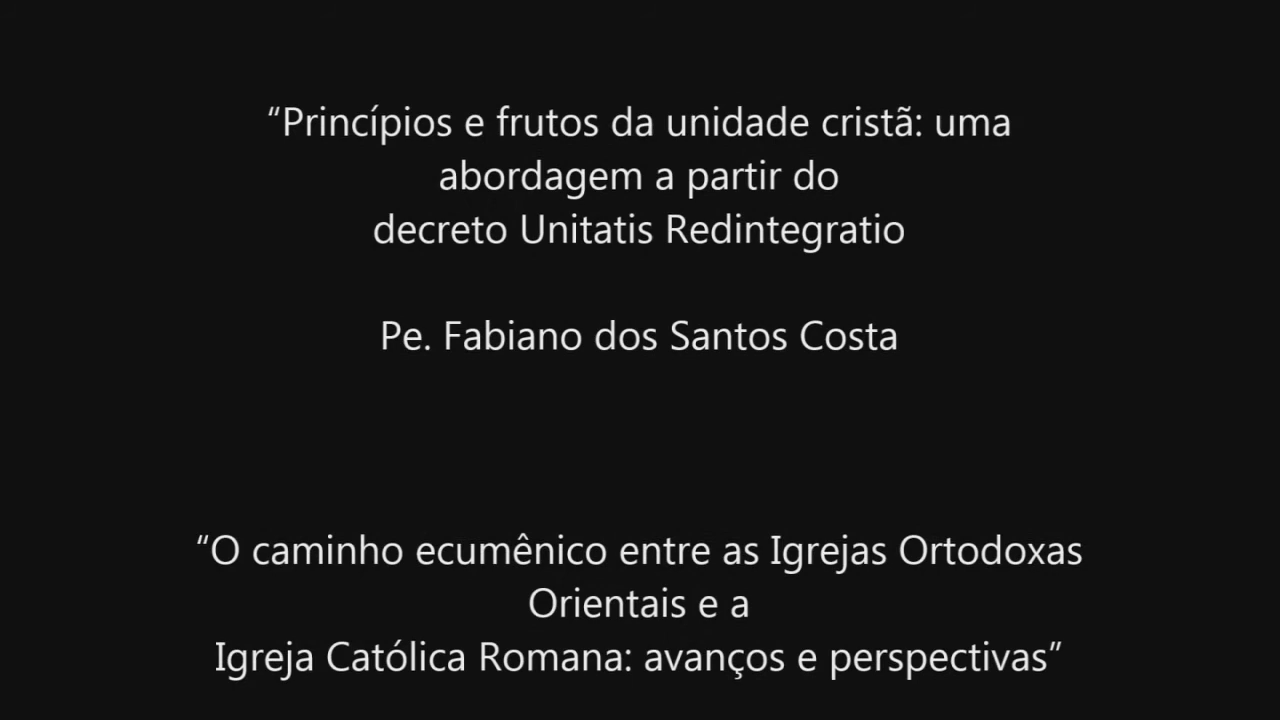 “Princípios e frutos da unidade cristã: uma
abordagem a partir do
decreto Unitatis Redintegratio
Pe. Fabiano dos Santos Costa
“O caminho ecumênico entre as Igrejas Ortodoxas
Orientais e a
Igreja Católica Romana: avanços e perspectivas”